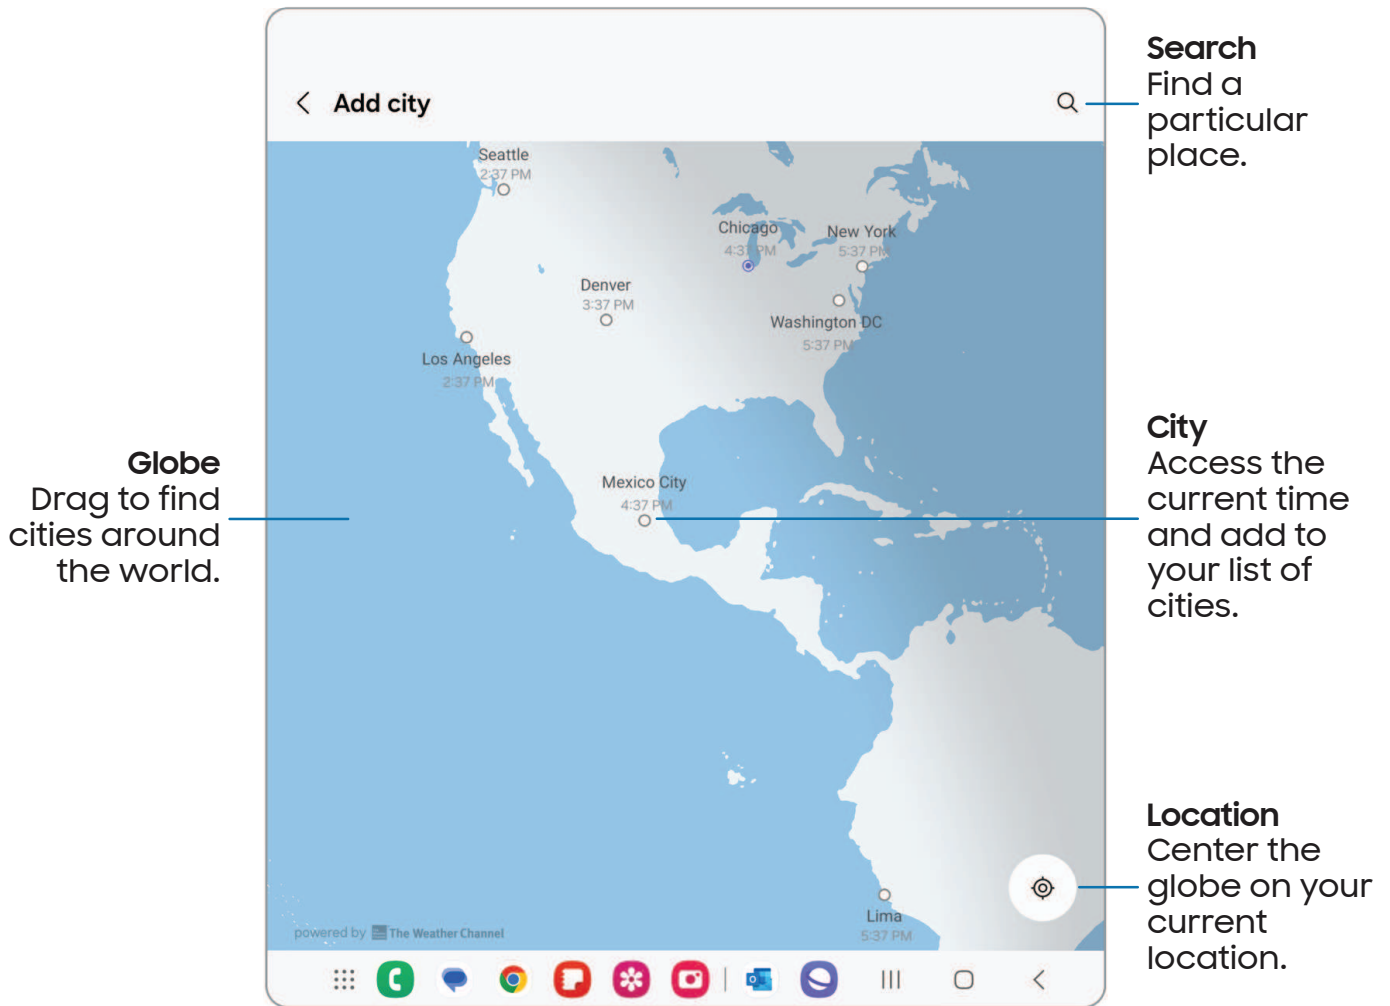 Search
Find a
particular
place.
Add city
Seattle
2:37 PM
Chicago
4:37 PM
New York
5:37 PM
Denver
3:37 PM
Washington DC
5:37 PM
Los Angeles
2:37 PM
Globe
Drag to find
cities around
the world.
Mexico City
4:37 PM
City
Access the
current time
and add to
your list of
cities.
Location
Center the
globe on your
current
location.
Lima
5:37 PM
powered by The Weather Channel